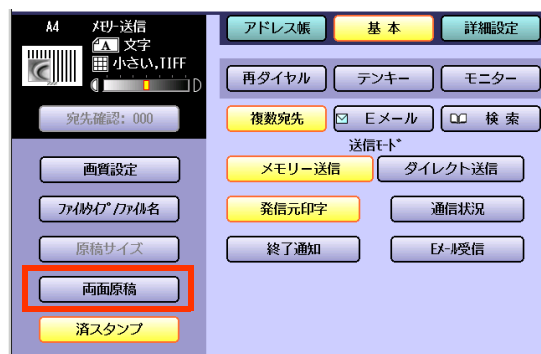 A4 ﾒﾓﾘｰ送信
A 文字
小さい,TIFF
D
宛先確認: 000
画質設定
ﾌｧｲﾙﾀｲﾌﾟ/ﾌｧｲﾙ名
原稿サイズ
両面原稿
済スタンプ
アドレス帳 基本 詳細設定
再ダイヤル テンキー モニター
複数宛先 Eメール 検索
送信ﾓｰﾄﾞ
メモリー送信 ダイレクト送信
発信元印字 通信状況
終了通知 Eﾒｰﾙ受信